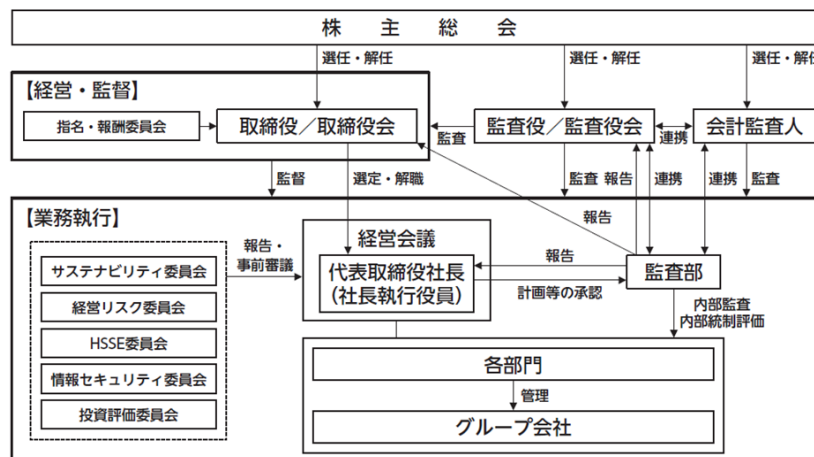 株主総会
選任・解任
選任・解任
選任・解任
【経営・監督】
指名・報酬委員会
取締役／取締役会
監査
監査役／監査役会
連携
会計監査人
監督
選定・解職
監査
報告
連携
連携
監査
報告
【業務執行】
サステナビリティ委員会
経営リスク委員会
HSSE委員会
情報セキュリティ委員会
投資評価委員会
報告・
事前審議
経営会議
代表取締役社長
（社長執行役員）
報告
計画等の承認
監査部
内部監査
内部統制評価
各部門
管理
グループ会社